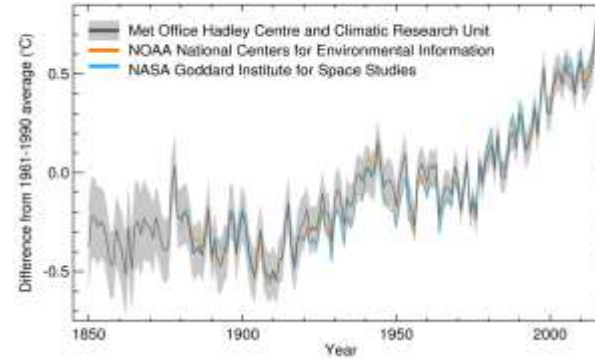 Met Office Hadley Centre and Climatic Research Unit
NOAA National Centers for Environmental Information
NASA Goddard Institute for Space Studies
Difference from 1961-1990 average (°C)
0.5
0.0
-0.5
1850 1900 1950 2000
Year